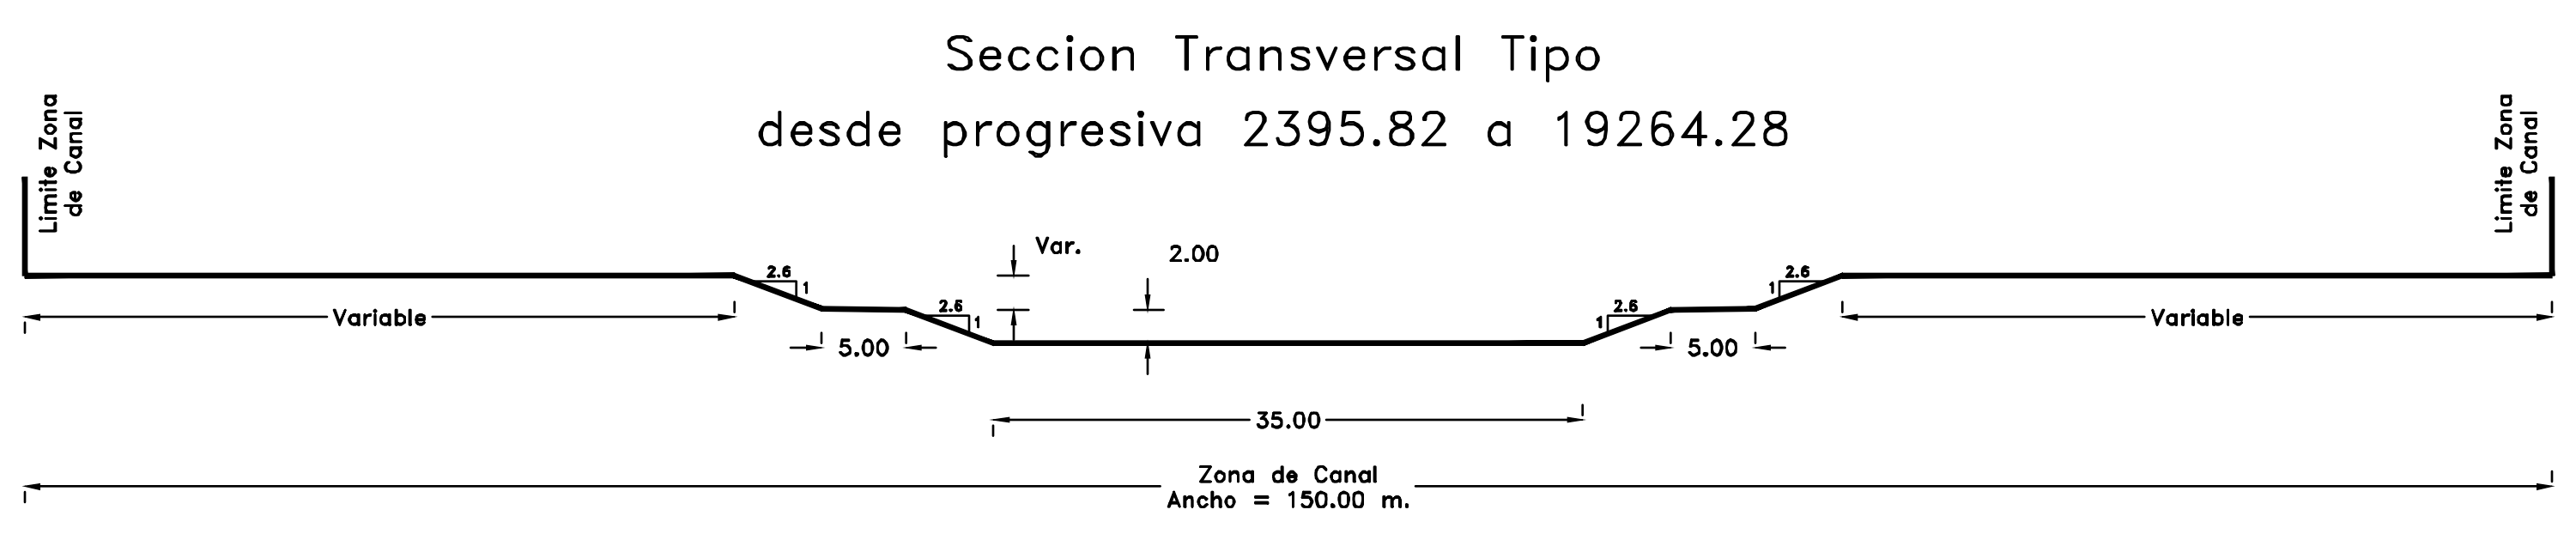 Seccion Transversal Tipo
desde progresiva 2395.82 a 19264.28
Limite Zona
de Canal
Limite Zona
de Canal
Var.
2.00
2.6
1
2.6
1
2.6
1
2.6
1
Variable
Variable
5.00
5.00
35.00
Zona de Canal
Ancho = 150.00 m.